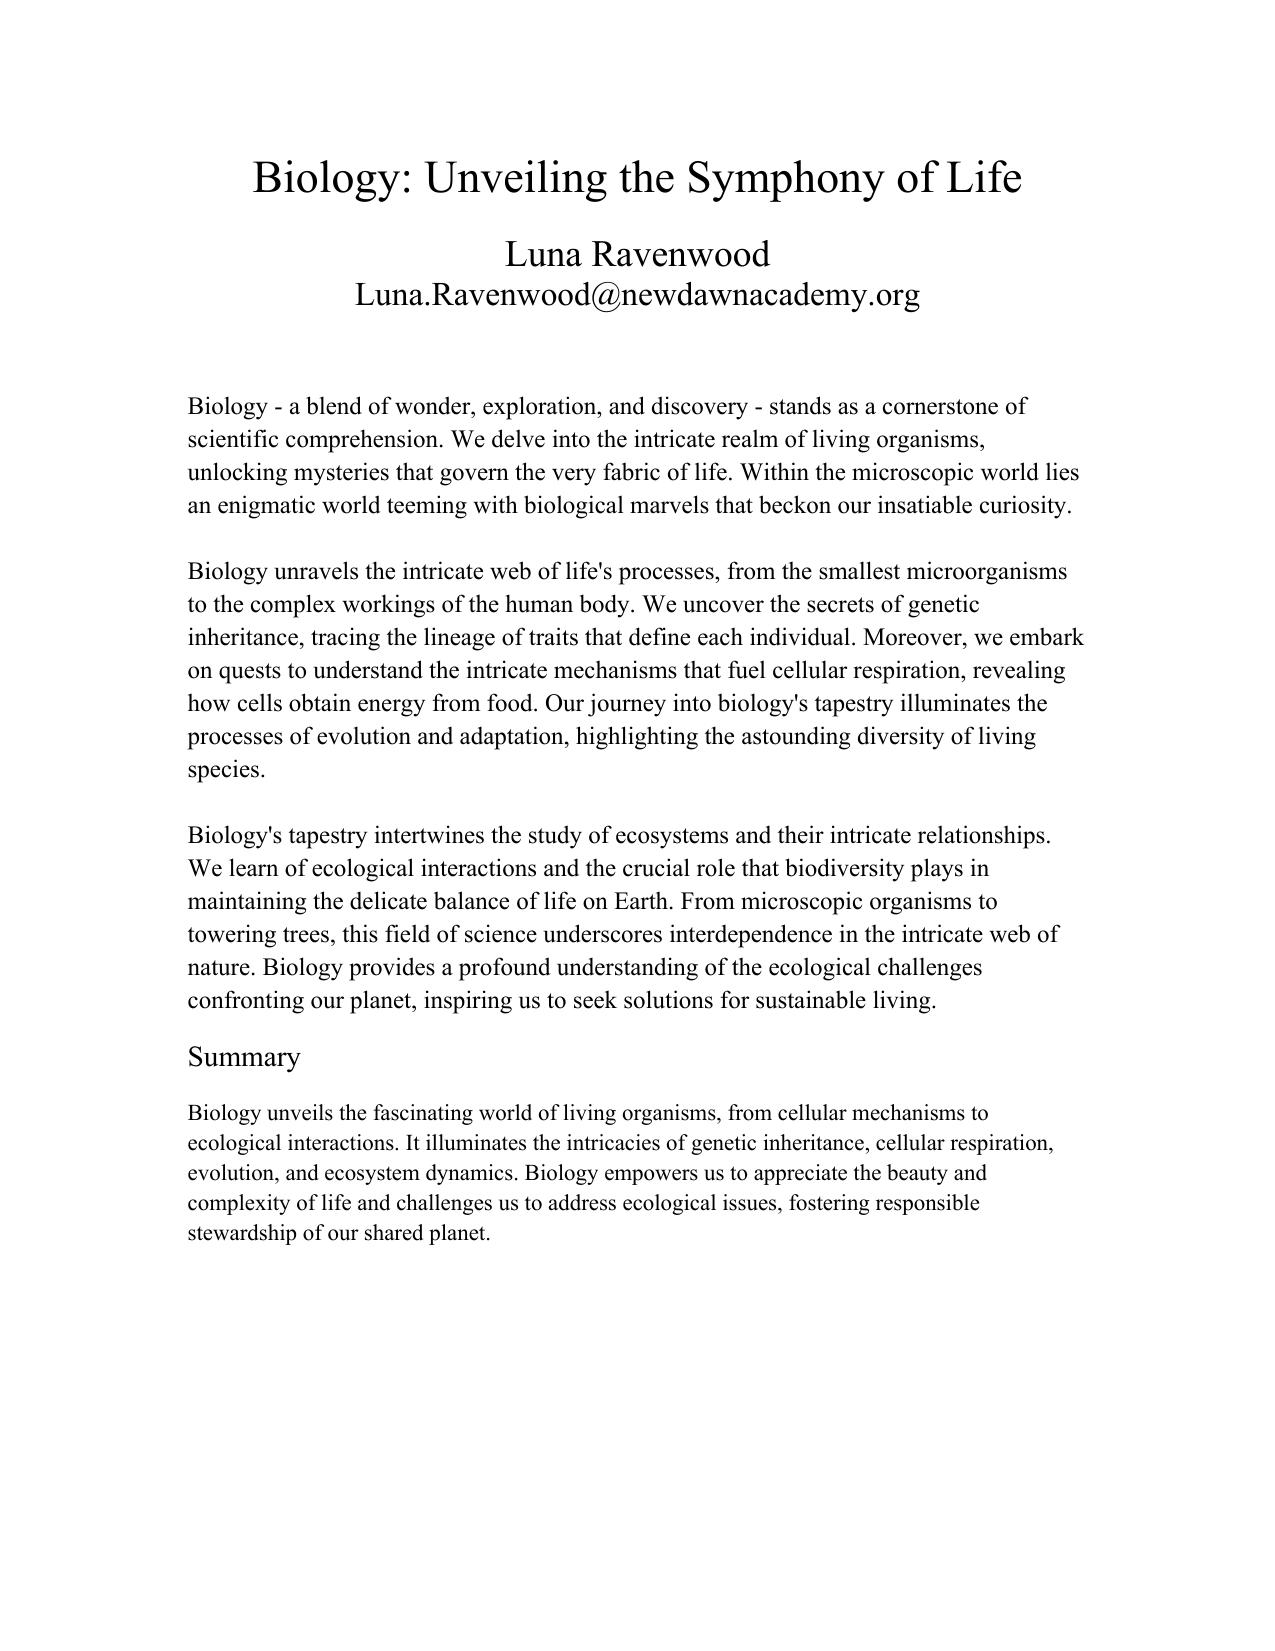 Biology: Unveiling the Symphony of Life
Luna Ravenwood
Luna.Ravenwood@newdawnacademy.org
Biology - a blend of wonder, exploration, and discovery - stands as a cornerstone of
scientific comprehension. We delve into the intricate realm of living organisms,
unlocking mysteries that govern the very fabric of life. Within the microscopic world lies
an enigmatic world teeming with biological marvels that beckon our insatiable curiosity.
Biology unravels the intricate web of life's processes, from the smallest microorganisms
to the complex workings of the human body. We uncover the secrets of genetic
inheritance, tracing the lineage of traits that define each individual. Moreover, we embark
on quests to understand the intricate mechanisms that fuel cellular respiration, revealing
how cells obtain energy from food. Our journey into biology's tapestry illuminates the
processes of evolution and adaptation, highlighting the astounding diversity of living
species.
Biology's tapestry intertwines the study of ecosystems and their intricate relationships.
We learn of ecological interactions and the crucial role that biodiversity plays in
maintaining the delicate balance of life on Earth. From microscopic organisms to
towering trees, this field of science underscores interdependence in the intricate web of
nature. Biology provides a profound understanding of the ecological challenges
confronting our planet, inspiring us to seek solutions for sustainable living.
Summary
Biology unveils the fascinating world of living organisms, from cellular mechanisms to
ecological interactions. It illuminates the intricacies of genetic inheritance, cellular respiration,
evolution, and ecosystem dynamics. Biology empowers us to appreciate the beauty and
complexity of life and challenges us to address ecological issues, fostering responsible
stewardship of our shared planet.